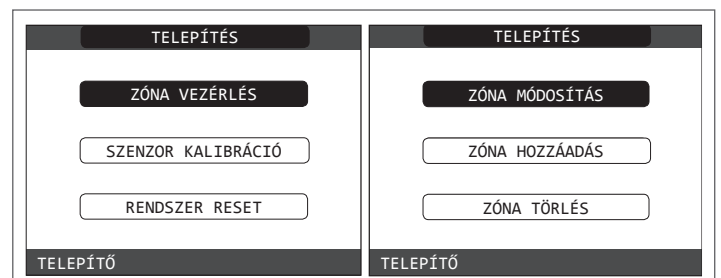 TELEPÍTÉS
ZÓNA VEZÉRLÉS
SZENZOR KALIBRÁCIÓ
RENDSZER RESET
TELEPÍTŐ
TELEPÍTÉS
ZÓNA MÓDOSÍTÁS
ZÓNA HOZZÁADÁS
ZÓNA TÖRLÉS
TELEPÍTŐ